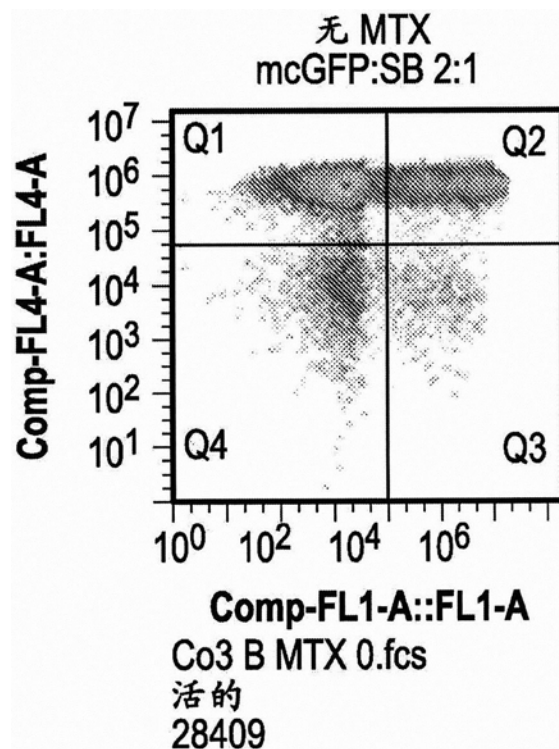 无 MTX
mcGFP:SB 2:1
Comp-FL4-A:FL4-A
10⁷
10⁶
10⁵
10⁴
10³
10²
10¹
Q1
Q2
Q4
Q3
10⁰ 10² 10⁴ 10⁶
Comp-FL1-A::FL1-A
Co3 B MTX 0.fcs
活的
28409